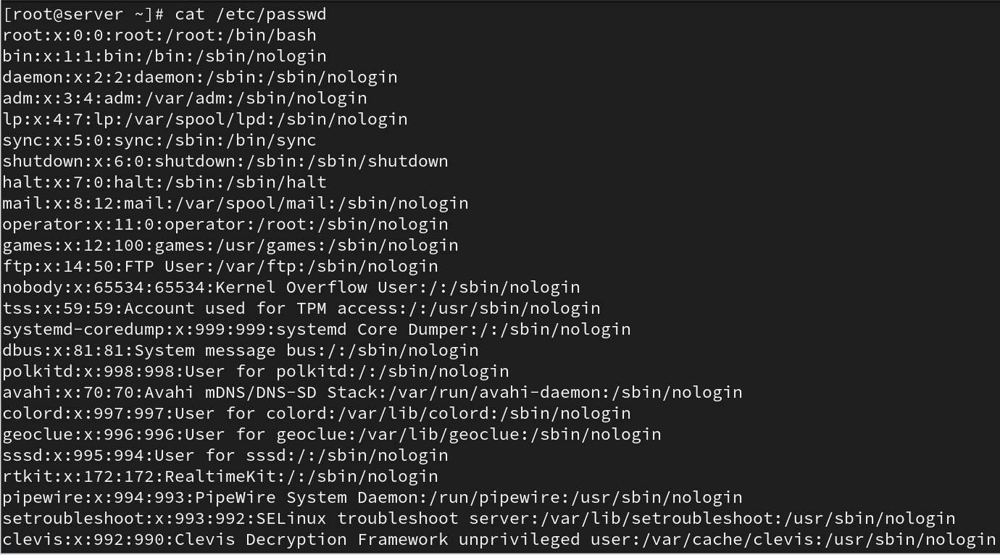 [root@server ~]# cat /etc/passwd
root:x:0:0:root:/root:/bin/bash
bin:x:1:1:bin:/bin:/sbin/nologin
daemon:x:2:2:daemon:/sbin:/sbin/nologin
adm:x:3:4:adm:/var/adm:/sbin/nologin
lp:x:4:7:lp:/var/spool/lpd:/sbin/nologin
sync:x:5:0:sync:/sbin:/bin/sync
shutdown:x:6:0:shutdown:/sbin:/sbin/shutdown
halt:x:7:0:halt:/sbin:/sbin/halt
mail:x:8:12:mail:/var/spool/mail:/sbin/nologin
operator:x:11:0:operator:/root:/sbin/nologin
games:x:12:100:games:/usr/games:/sbin/nologin
ftp:x:14:50:FTP User:/var/ftp:/sbin/nologin
nobody:x:65534:65534:Kernel Overflow User:/:/sbin/nologin
tss:x:59:59:Account used for TPM access:/:/usr/sbin/nologin
systemd-coredump:x:999:999:systemd Core Dumper:/:/sbin/nologin
dbus:x:81:81:System message bus:/:/sbin/nologin
polkitd:x:998:998:User for polkitd:/:/sbin/nologin
avahi:x:70:70:Avahi mDNS/DNS-SD Stack:/var/run/avahi-daemon:/sbin/nologin
colord:x:997:997:User for colord:/var/lib/colord:/sbin/nologin
geoclue:x:996:996:User for geoclue:/var/lib/geoclue:/sbin/nologin
sssd:x:995:994:User for sssd:/:/sbin/nologin
rtkit:x:172:172:RealtimeKit:/:/sbin/nologin
pipewire:x:994:993:PipeWire System Daemon:/run/pipewire:/usr/sbin/nologin
setroubleshoot:x:993:992:SELinux troubleshoot server:/var/lib/setroubleshoot:/usr/sbin/nologin
clevis:x:992:990:Clevis Decryption Framework unprivileged user:/var/cache/clevis:/usr/sbin/nologin